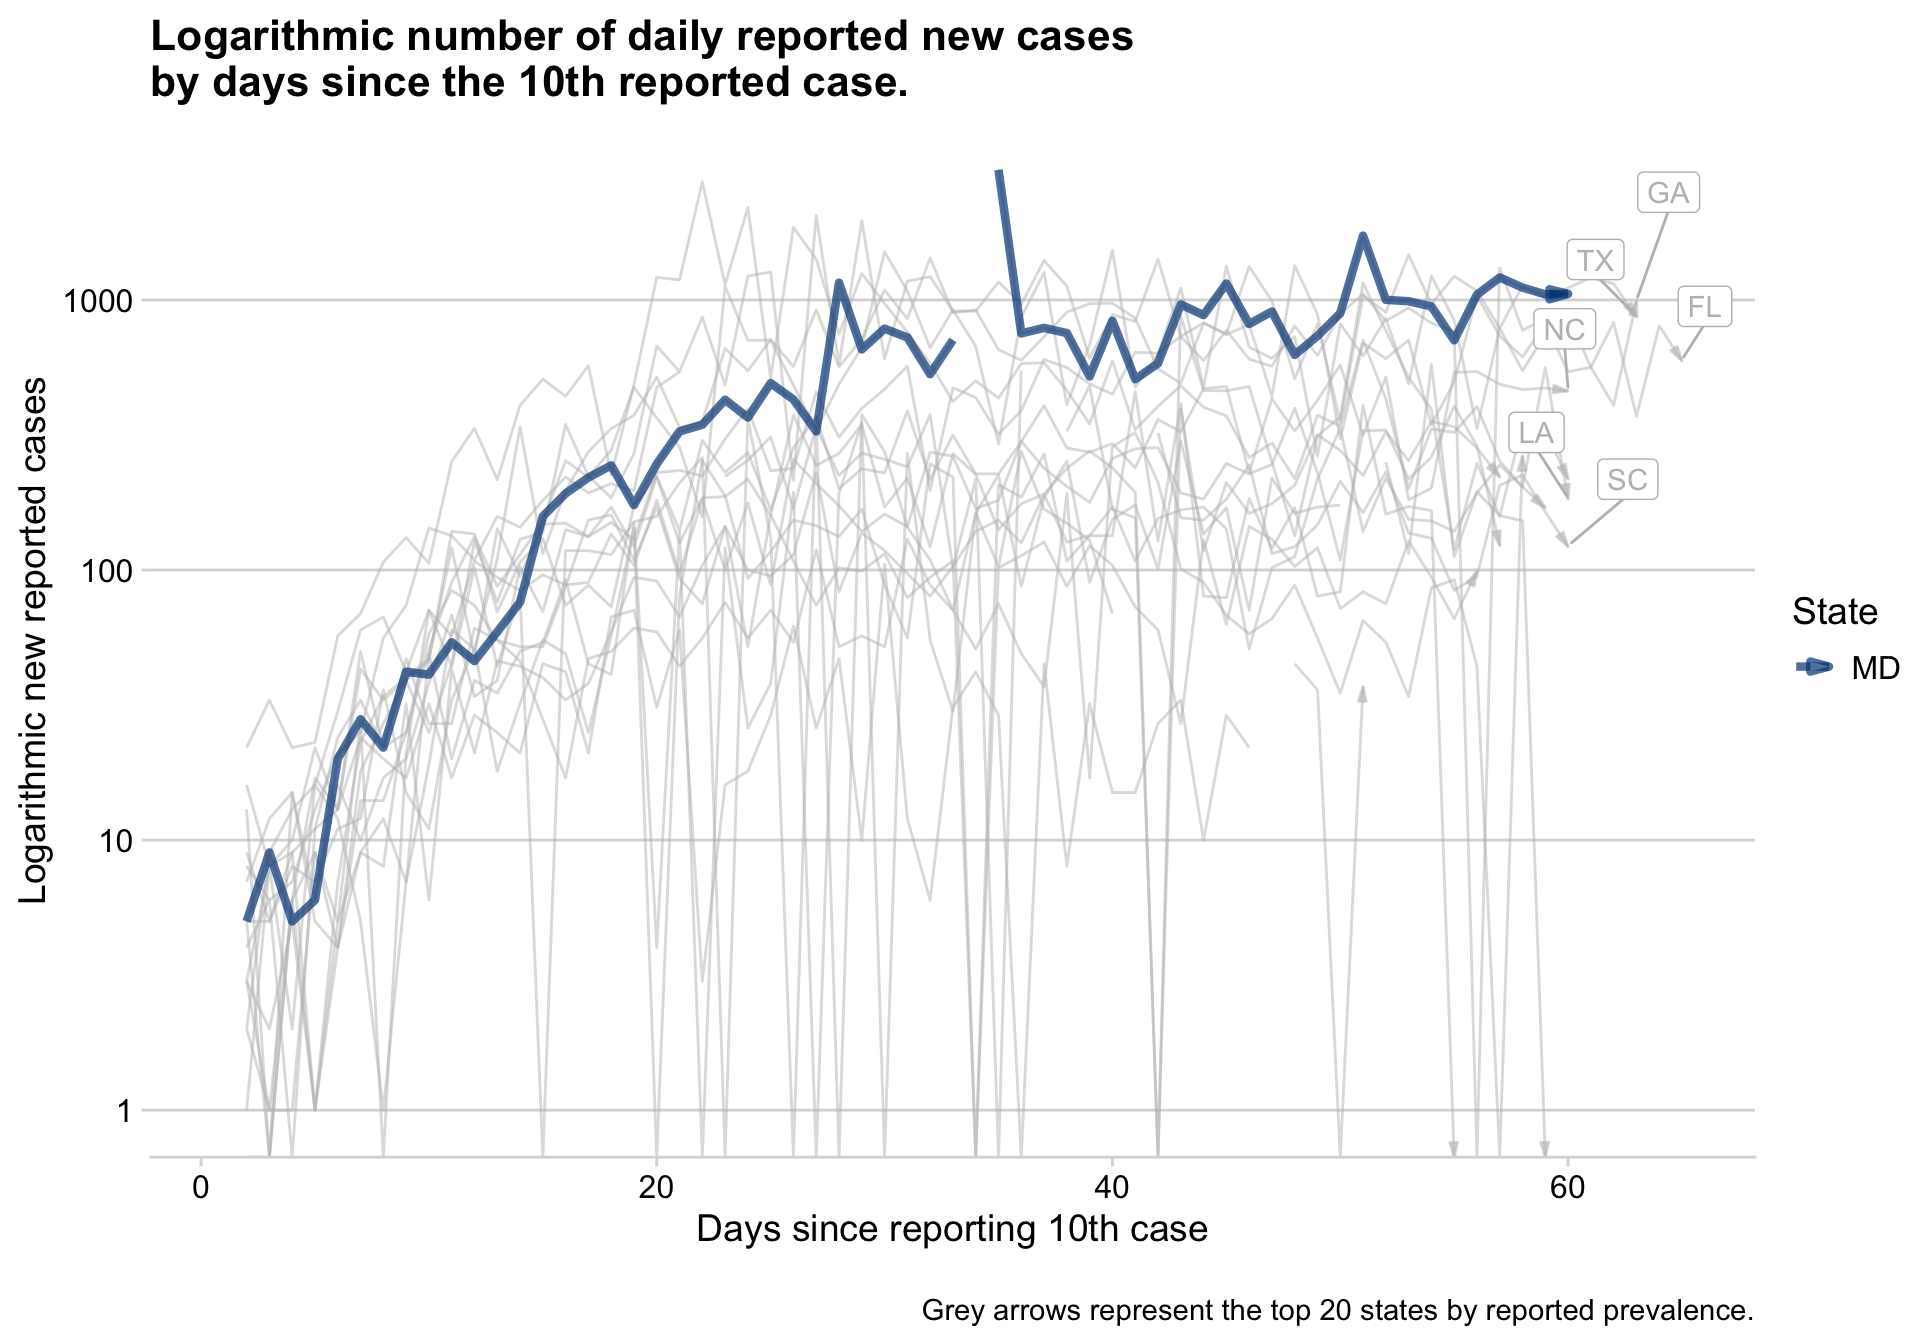 Logarithmic number of daily reported new cases
by days since the 10th reported case.
Logarithmic new reported cases
1000
100
10
1
GA
TX
FL
NC
LA
SC
State
MD
0
20
40
60
Days since reporting 10th case
Grey arrows represent the top 20 states by reported prevalence.